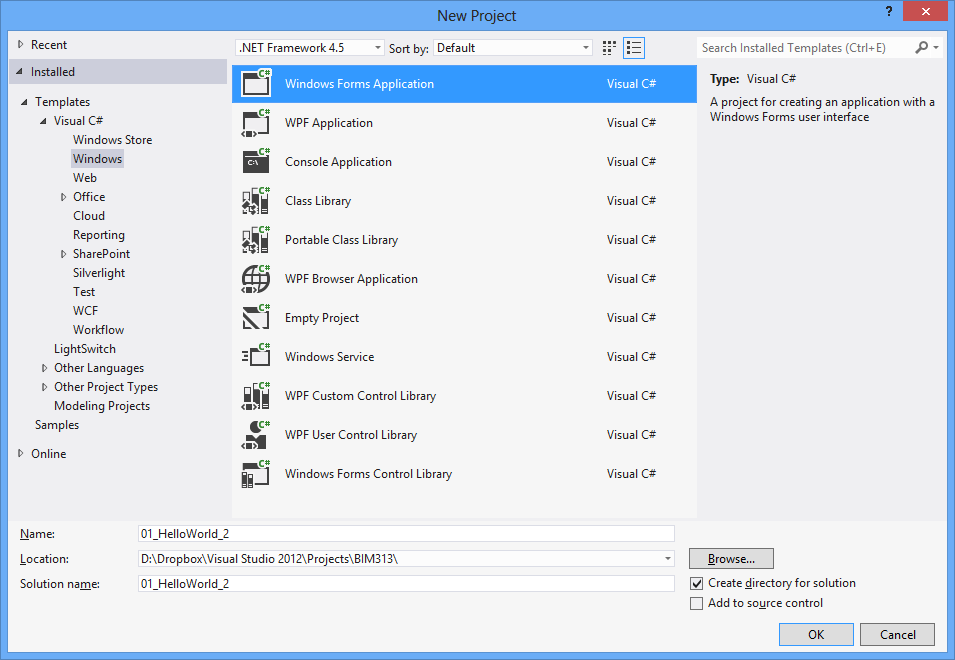 New Project
?
Recent
Installed
Templates
Visual C#
Windows Store
Windows
Web
Office
Cloud
Reporting
SharePoint
Silverlight
Test
WCF
Workflow
LightSwitch
Other Languages
Other Project Types
Modeling Projects
Samples
Online
.NET Framework 4.5 Sort by: Default
C# Windows Forms Application Visual C#
C# WPF Application Visual C#
C# C:\ Console Application Visual C#
C# Class Library Visual C#
C# Portable Class Library Visual C#
C# WPF Browser Application Visual C#
C# Empty Project Visual C#
C# Windows Service Visual C#
C# WPF Custom Control Library Visual C#
C# WPF User Control Library Visual C#
C# Windows Forms Control Library Visual C#
Search Installed Templates (Ctrl+E)
Type: Visual C#
A project for creating an application with a
Windows Forms user interface
Name: 01_HelloWorld_2
Location: D:\Dropbox\Visual Studio 2012\Projects\BIM313\ Browse...
Solution name: 01_HelloWorld_2
Create directory for solution
Add to source control
OK Cancel